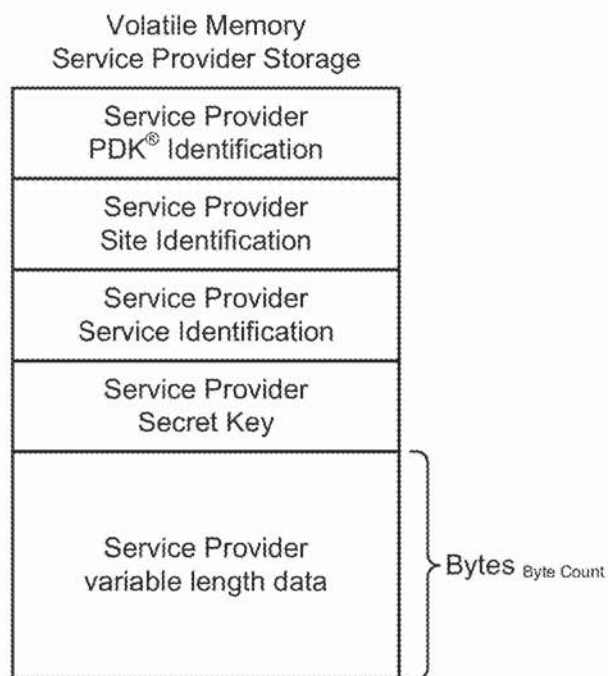 Volatile Memory
Service Provider Storage
Service Provider
PDK® Identification
Service Provider
Site Identification
Service Provider
Service Identification
Service Provider
Secret Key
Service Provider
variable length data
Bytes Byte Count